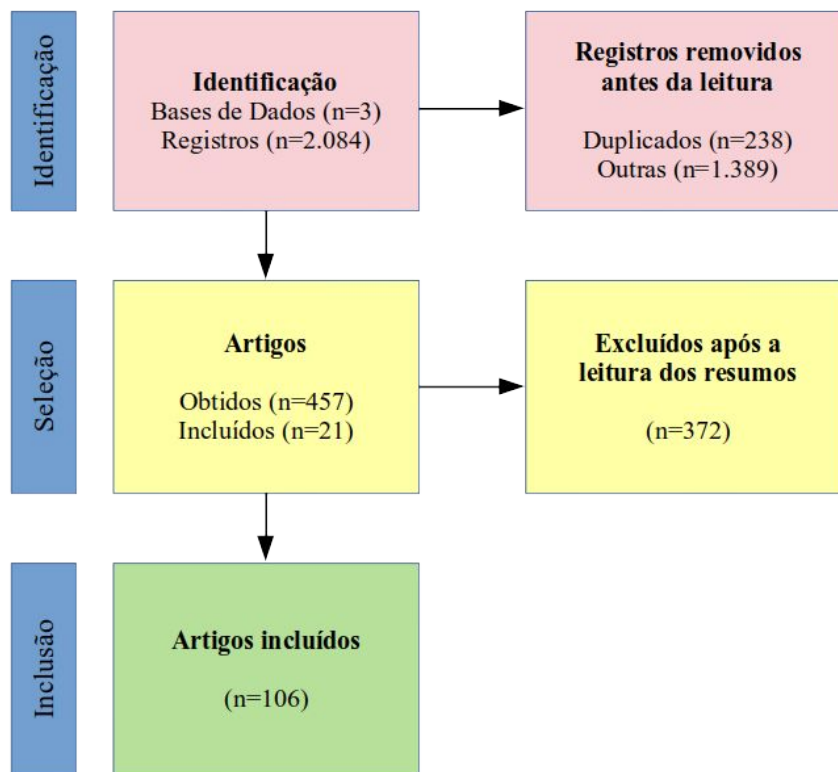 Identificação
Identificação
Bases de Dados (n=3)
Registros (n=2.084)
Registros removidos
antes da leitura
Duplicados (n=238)
Outras (n=1.389)
Seleção
Artigos
Obtidos (n=457)
Incluídos (n=21)
Excluídos após a
leitura dos resumos
(n=372)
Inclusão
Artigos incluídos
(n=106)